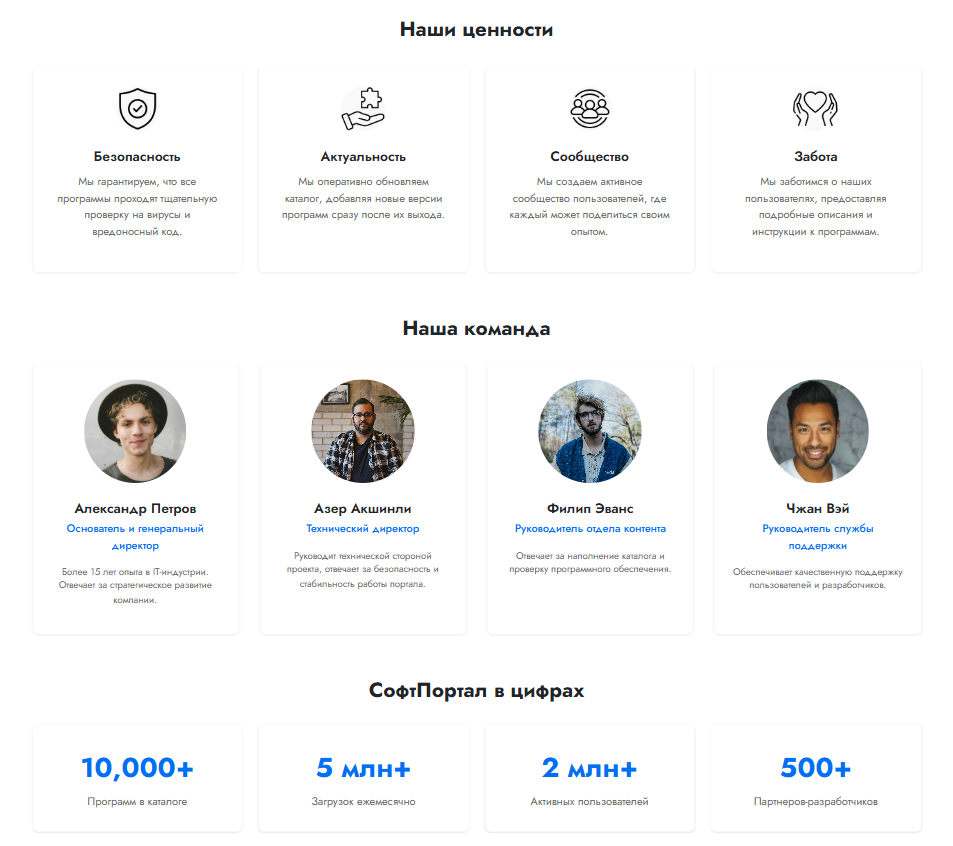 Наши ценности
Безопасность
Мы гарантируем, что все
программы проходят тщательную
проверку на вирусы и
вредоносный код.
Актуальность
Мы оперативно обновляем
каталог, добавляя новые версии
программ сразу после их выхода.
Сообщество
Мы создаем активное
сообщество пользователей, где
каждый может поделиться своим
опытом.
Забота
Мы заботимся о наших
пользователях, предоставляя
подробные описания и
инструкции к программам.
Наша команда
Александр Петров
Основатель и генеральный
директор
Более 15 лет опыта в IT-индустрии.
Отвечает за стратегическое развитие
компании.
Азер Акшинли
Технический директор
Руководит технической стороной
проекта, отвечает за безопасность и
стабильность работы портала.
Филип Эванс
Руководитель отдела контента
Отвечает за наполнение каталога и
проверку программного обеспечения.
Чжан Вэй
Руководитель службы
поддержки
Обеспечивает качественную поддержку
пользователей и разработчиков.
СофтПортал в цифрах
10,000+
Программ в каталоге
5 млн+
Загрузок ежемесячно
2 млн+
Активных пользователей
500+
Партнеров-разработчиков